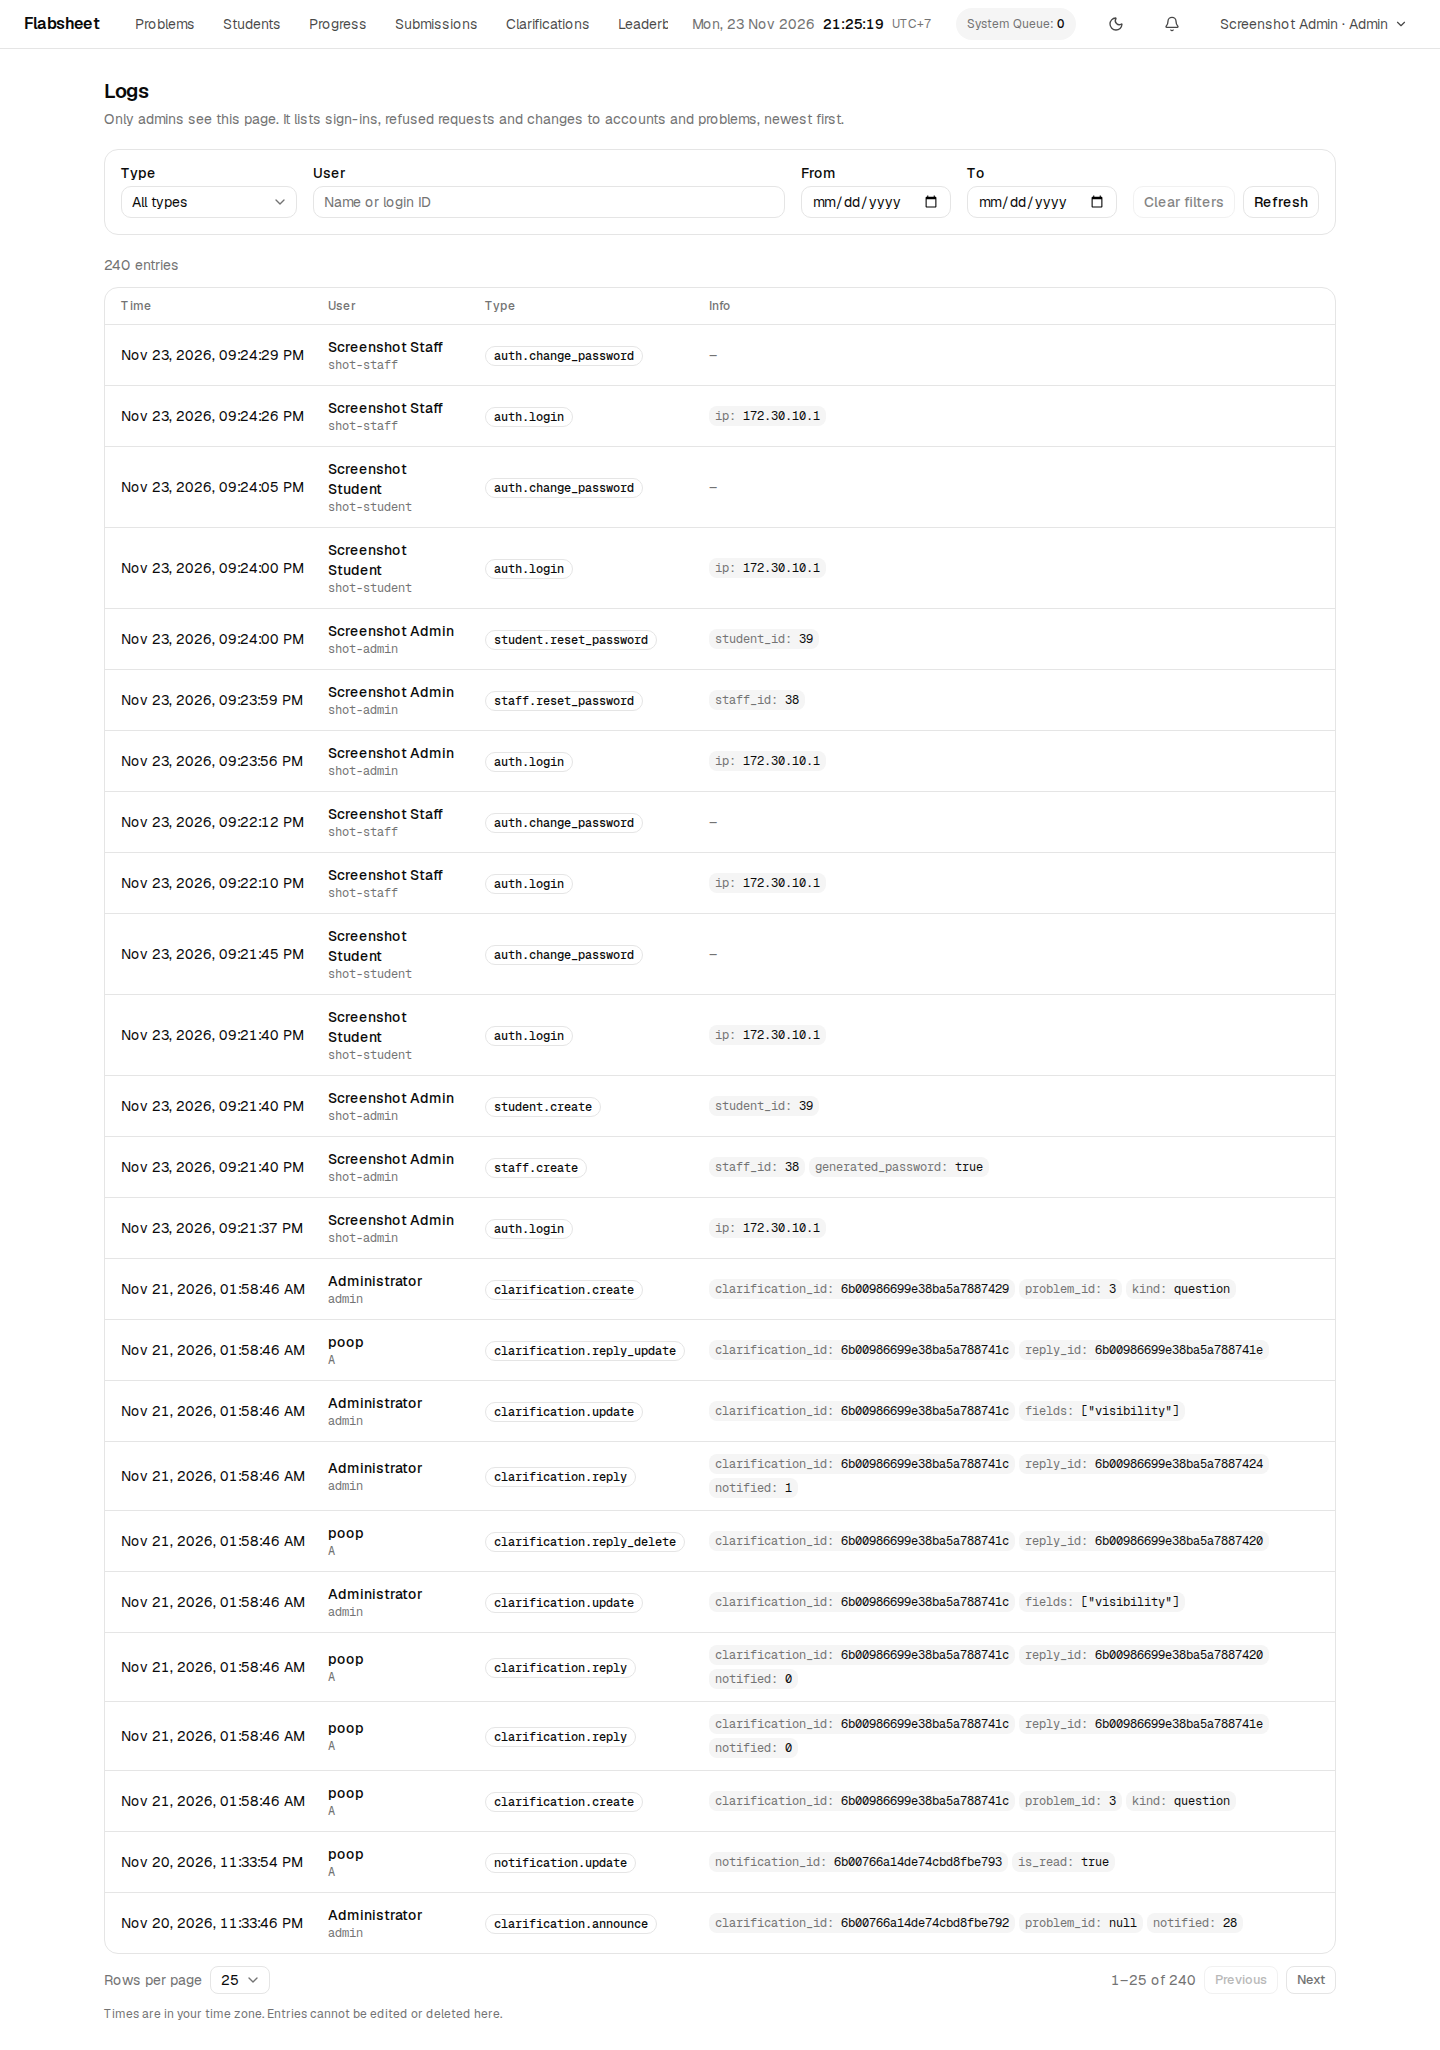 Flabsheet Problems Students Progress Submissions Clarifications Leaderb Mon, 23 Nov 2026 21:25:19 UTC+7 System Queue: 0 Screenshot Admin · Admin
Logs
Only admins see this page. It lists sign-ins, refused requests and changes to accounts and problems, newest first.
Type User From To
All types Name or login ID mm/dd/yyyy mm/dd/yyyy Clear filters Refresh
240 entries
Time User Type Info
Nov 23, 2026, 09:24:29 PM Screenshot Staff auth.change_password –
shot-staff
Nov 23, 2026, 09:24:26 PM Screenshot Staff auth.login ip: 172.30.10.1
shot-staff
Nov 23, 2026, 09:24:05 PM Screenshot Student auth.change_password –
shot-student
Nov 23, 2026, 09:24:00 PM Screenshot Student auth.login ip: 172.30.10.1
shot-student
Nov 23, 2026, 09:24:00 PM Screenshot Admin student.reset_password student_id: 39
shot-admin
Nov 23, 2026, 09:23:59 PM Screenshot Admin staff.reset_password staff_id: 38
shot-admin
Nov 23, 2026, 09:23:56 PM Screenshot Admin auth.login ip: 172.30.10.1
shot-admin
Nov 23, 2026, 09:22:12 PM Screenshot Staff auth.change_password –
shot-staff
Nov 23, 2026, 09:22:10 PM Screenshot Staff auth.login ip: 172.30.10.1
shot-staff
Nov 23, 2026, 09:21:45 PM Screenshot Student auth.change_password –
shot-student
Nov 23, 2026, 09:21:40 PM Screenshot Student auth.login ip: 172.30.10.1
shot-student
Nov 23, 2026, 09:21:40 PM Screenshot Admin student.create student_id: 39
shot-admin
Nov 23, 2026, 09:21:40 PM Screenshot Admin staff.create staff_id: 38 generated_password: true
shot-admin
Nov 23, 2026, 09:21:37 PM Screenshot Admin auth.login ip: 172.30.10.1
shot-admin
Nov 21, 2026, 01:58:46 AM Administrator clarification.create clarification_id: 6b00986699e38ba5a7887429 problem_id: 3 kind: question
admin
Nov 21, 2026, 01:58:46 AM poop clarification.reply_update clarification_id: 6b00986699e38ba5a788741c reply_id: 6b00986699e38ba5a788741e
A
Nov 21, 2026, 01:58:46 AM Administrator clarification.update clarification_id: 6b00986699e38ba5a788741c fields: ["visibility"]
admin
Nov 21, 2026, 01:58:46 AM Administrator clarification.reply clarification_id: 6b00986699e38ba5a788741c reply_id: 6b00986699e38ba5a7887424
admin notified: 1
Nov 21, 2026, 01:58:46 AM poop clarification.reply_delete clarification_id: 6b00986699e38ba5a788741c reply_id: 6b00986699e38ba5a7887420
A
Nov 21, 2026, 01:58:46 AM Administrator clarification.update clarification_id: 6b00986699e38ba5a788741c fields: ["visibility"]
admin
Nov 21, 2026, 01:58:46 AM poop clarification.reply clarification_id: 6b00986699e38ba5a788741c reply_id: 6b00986699e38ba5a7887420
A notified: 0
Nov 21, 2026, 01:58:46 AM poop clarification.reply clarification_id: 6b00986699e38ba5a788741c reply_id: 6b00986699e38ba5a788741e
A notified: 0
Nov 21, 2026, 01:58:46 AM poop clarification.create clarification_id: 6b00986699e38ba5a788741c problem_id: 3 kind: question
A
Nov 20, 2026, 11:33:54 PM poop notification.update notification_id: 6b00766a14de74cbd8fbe793 is_read: true
A
Nov 20, 2026, 11:33:46 PM Administrator clarification.announce clarification_id: 6b00766a14de74cbd8fbe792 problem_id: null notified: 28
admin
Rows per page 25 1–25 of 240 Previous Next
Times are in your time zone. Entries cannot be edited or deleted here.